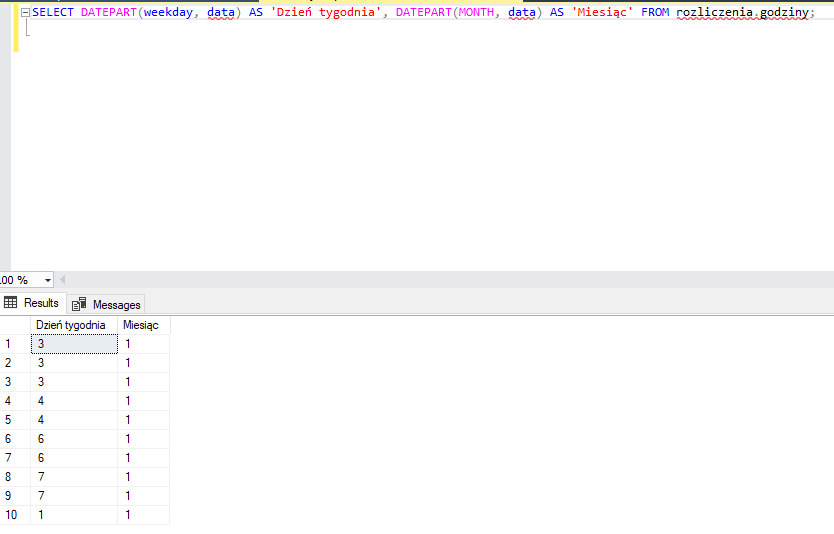 SELECT DATEPART(weekday, data) AS 'Dzień tygodnia', DATEPART(MONTH, data) AS 'Miesiąc' FROM rozliczenia.godziny;
00 %
Results Messages
Dzień tygodnia Miesiąc
1 3 1
2 3 1
3 3 1
4 4 1
5 4 1
6 6 1
7 6 1
8 7 1
9 7 1
10 1 1